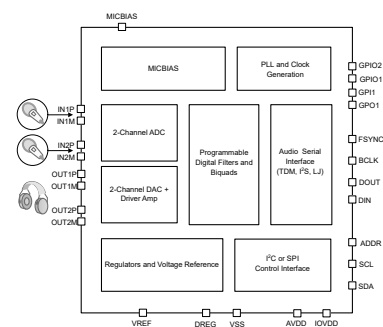 MICBIAS
MICBIAS
PLL and Clock
Generation
GPIO2
GPIO1
GPI1
GPO1
IN1P
IN1M
IN2P
IN2M
OUT1P
OUT1M
OUT2P
OUT2M
2-Channel ADC
2-Channel DAC +
Driver Amp
Programmable
Digital Filters and
Biquads
Audio Serial
Interface
(TDM, I²S, LJ)
FSYNC
BCLK
DOUT
DIN
Regulators and Voltage Reference
I²C or SPI
Control Interface
ADDR
SCL
SDA
VREF
DREG
VSS
AVDD
IOVDD